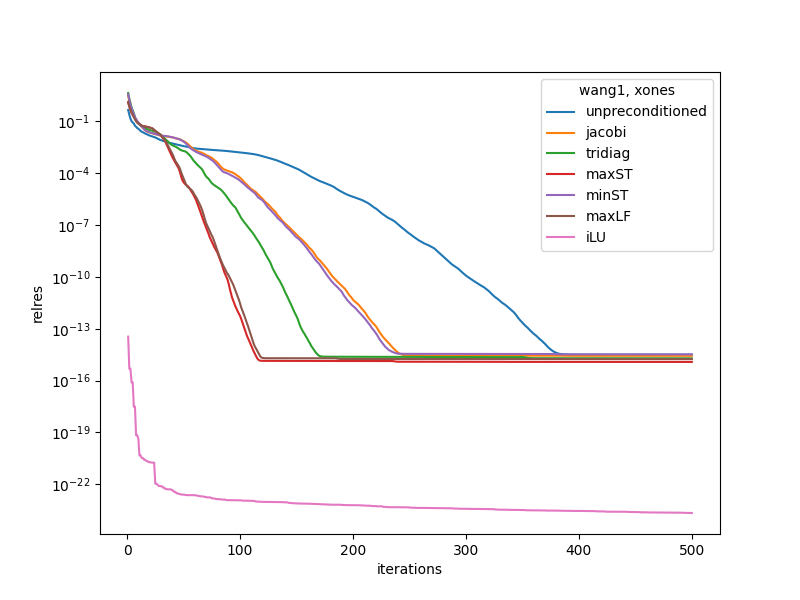 wang1, xones
unpreconditioned
jacobi
tridiag
maxST
minST
maxLF
iLU
10⁻¹
10⁻⁴
10⁻⁷
10⁻¹⁰
10⁻¹³
10⁻¹⁶
10⁻¹⁹
10⁻²²
relres
0 100 200 300 400 500
iterations